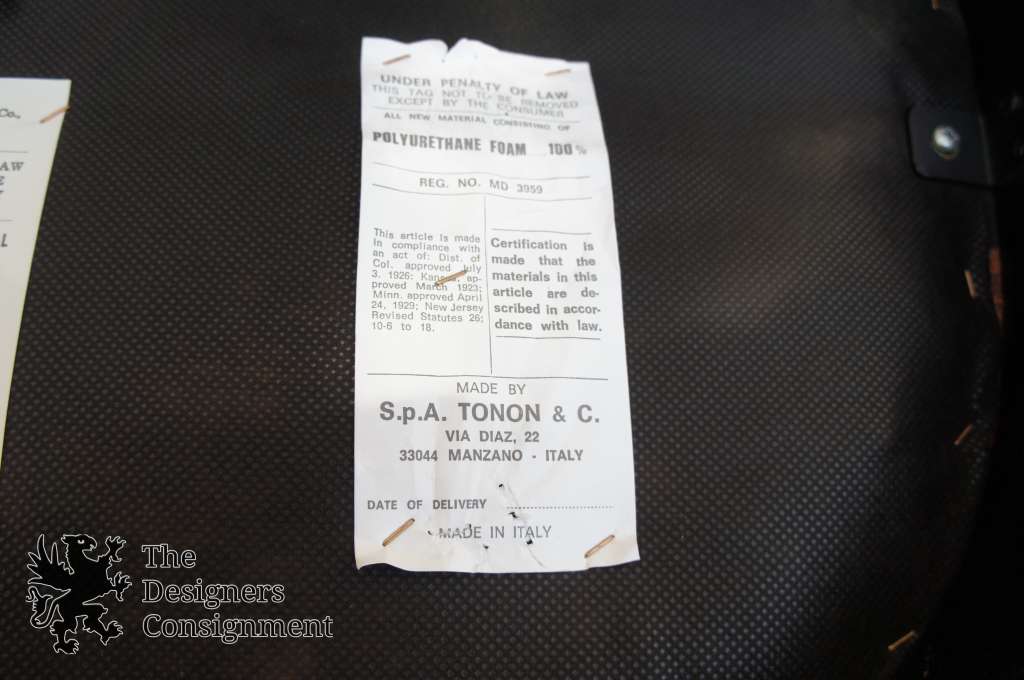 Co.,
AW
L
UNDER PENALTY OF LAW
THIS TAG NOT TO BE REMOVED
EXCEPT BY THE CONSUMER
ALL NEW MATERIAL CONSISTING OF
POLYURETHANE FOAM 100%
REG. NO. MD 3959
This article is made
in compliance with
an act of: Dist. of
Col. approved July
3, 1926; Kansas, ap-
proved March 1923;
Minn. approved April
24, 1929; New Jersey
Revised Statutes 26;
10-6 to 18.
Certification is
made that the
materials in this
article are de-
scribed in accor-
dance with law.
MADE BY
S.p.A. TONON & C.
VIA DIAZ, 22
33044 MANZANO - ITALY
DATE OF DELIVERY
MADE IN ITALY
The
Designers
Consignment